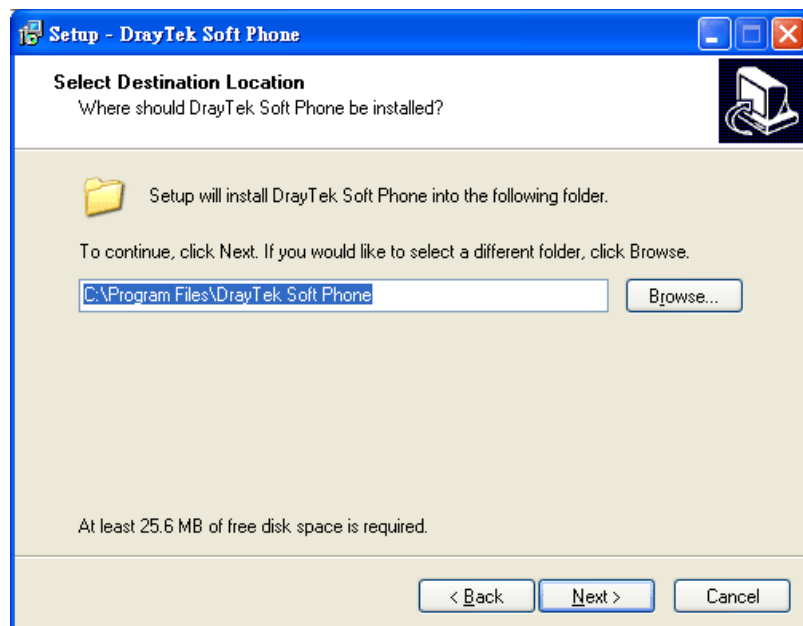 Setup - DrayTek Soft Phone
Select Destination Location
Where should DrayTek Soft Phone be installed?
Setup will install DrayTek Soft Phone into the following folder.
To continue, click Next. If you would like to select a different folder, click Browse.
C:\Program Files\DrayTek Soft Phone
Browse...
At least 25.6 MB of free disk space is required.
< Back
Next >
Cancel